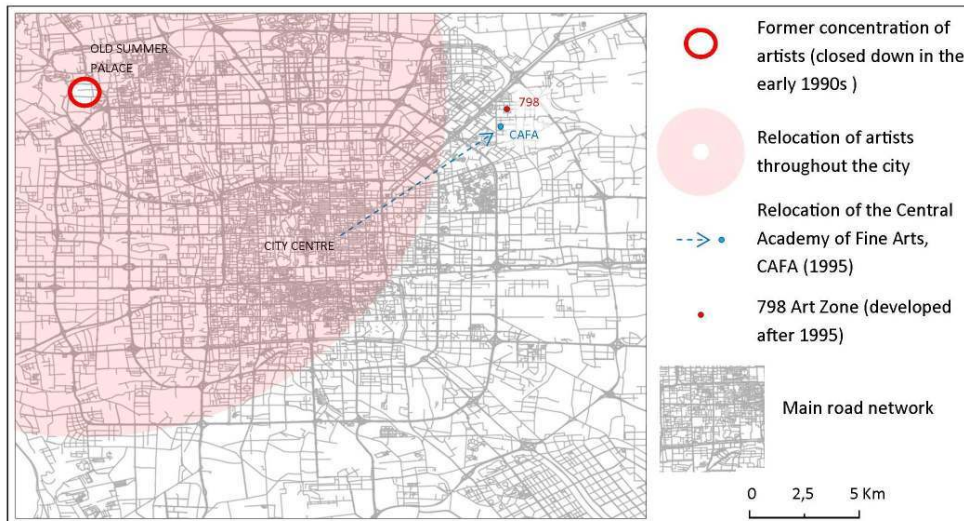 OLD SUMMER
PALACE
798
CAFA
CITY CENTRE
Former concentration of
artists (closed down in the
early 1990s )
Relocation of artists
throughout the city
Relocation of the Central
Academy of Fine Arts,
CAFA (1995)
798 Art Zone (developed
after 1995)
Main road network
0 2,5 5 Km